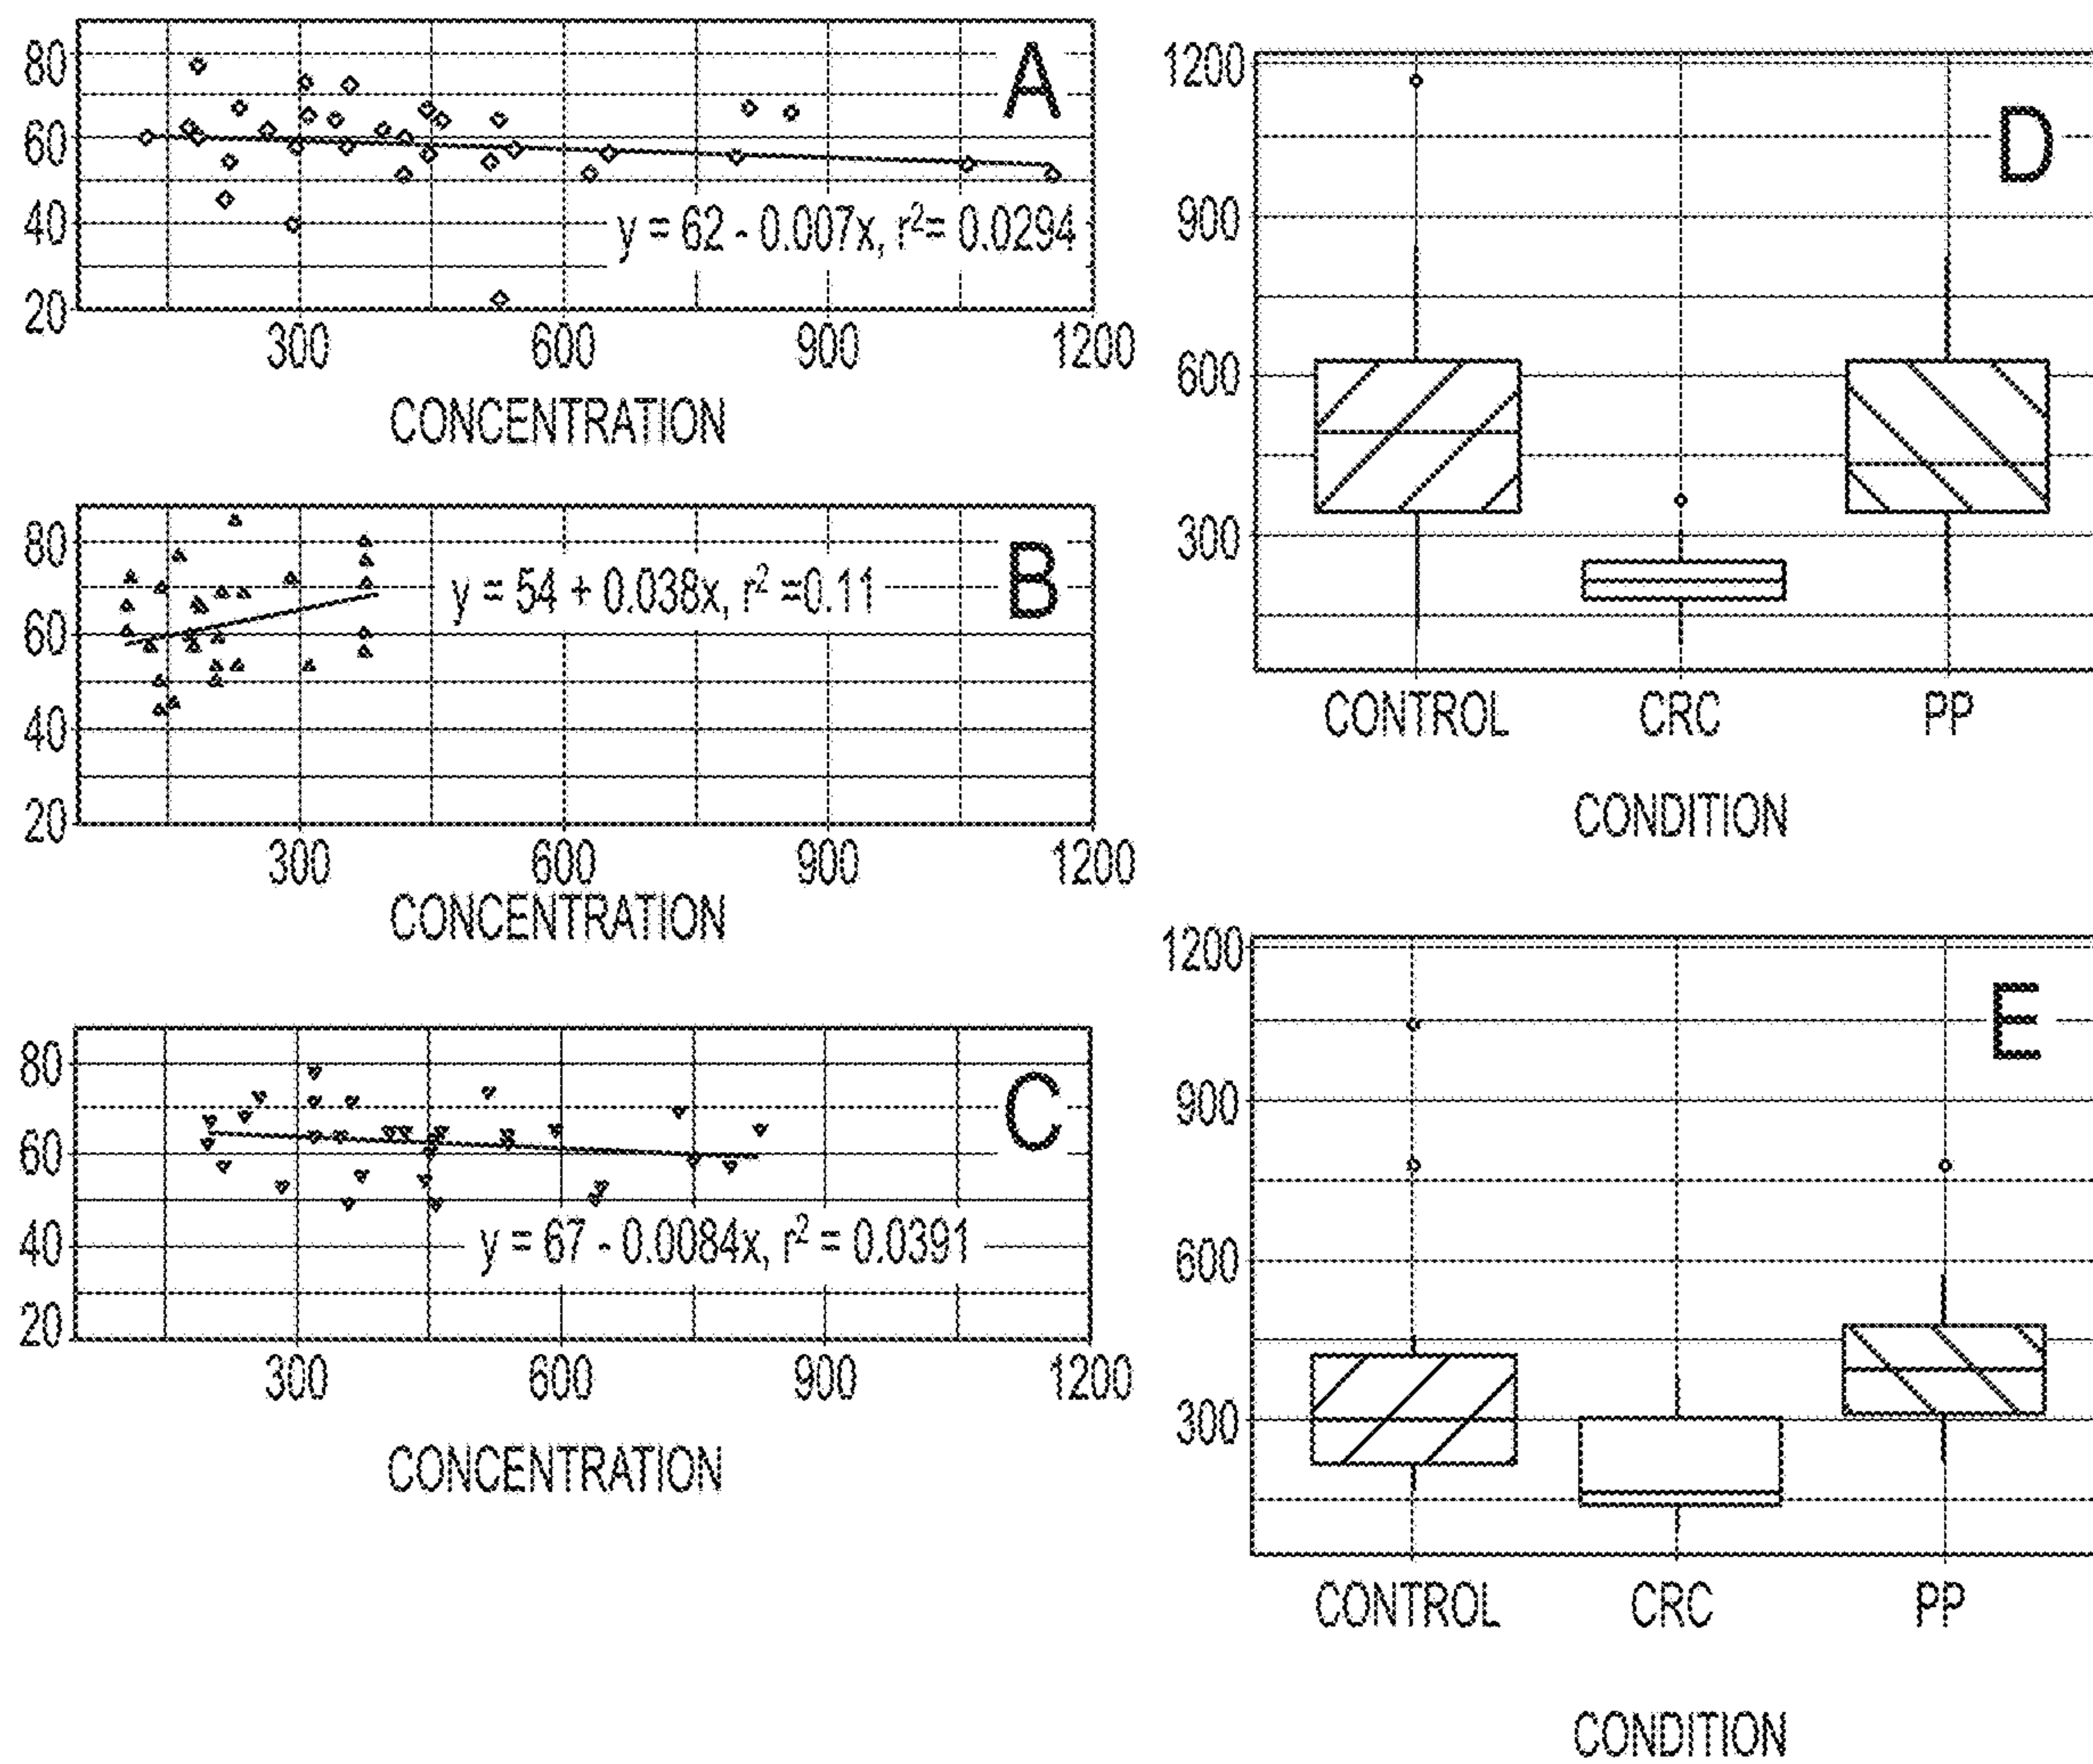 A
80
60
40
20
y = 62 - 0.007x, r²= 0.0294
300 600 900 1200
CONCENTRATION
B
80
60
40
20
y = 54 + 0.038x, r² =0.11
300 600 900 1200
CONCENTRATION
C
80
60
40
20
y = 67 - 0.0084x, r² = 0.0391
300 600 900 1200
CONCENTRATION
D
1200
900
600
300
CONTROL CRC PP
CONDITION
E
1200
900
600
300
CONTROL CRC PP
CONDITION